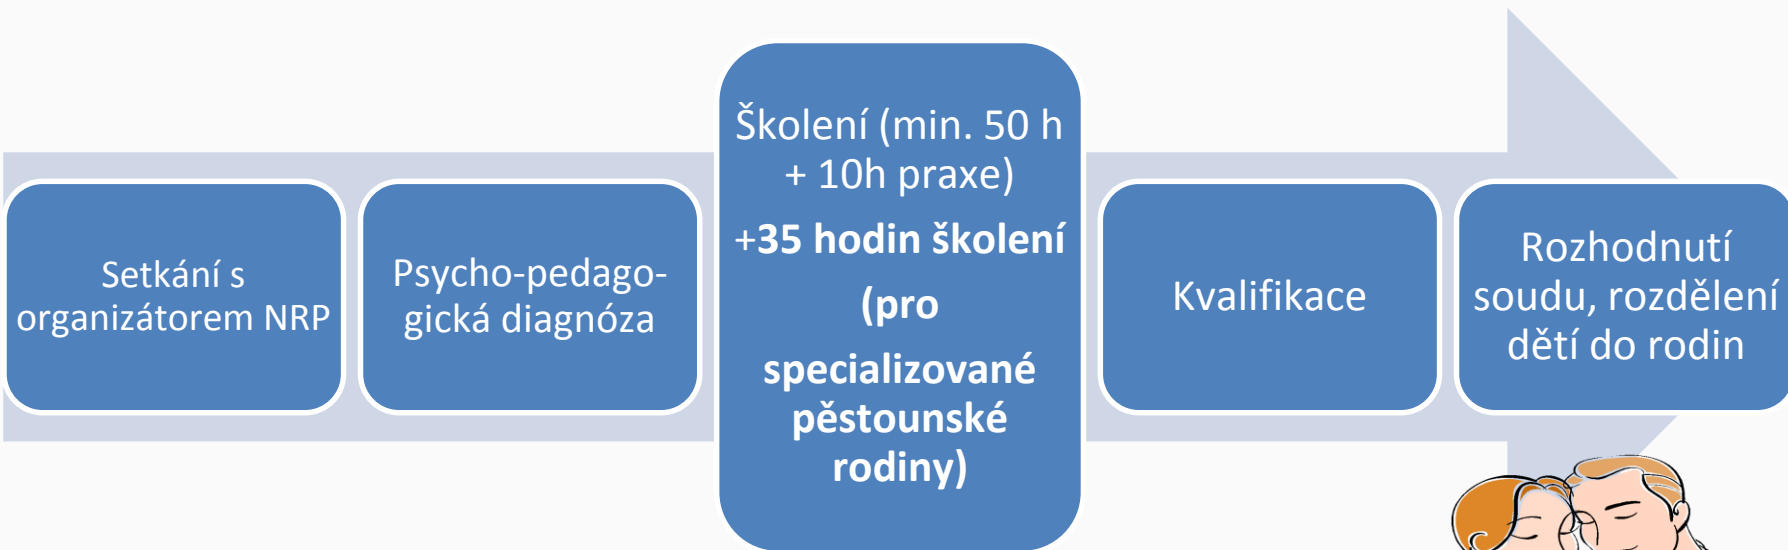 Setkání s
organizátorem NRP
Psycho-pedago-
gická diagnóza
Školení (min. 50 h
+ 10h praxe)
+35 hodin školení
(pro
specializované
pěstounské
rodiny)
Kvalifikace
Rozhodnutí
soudu, rozdělení
dětí do rodin